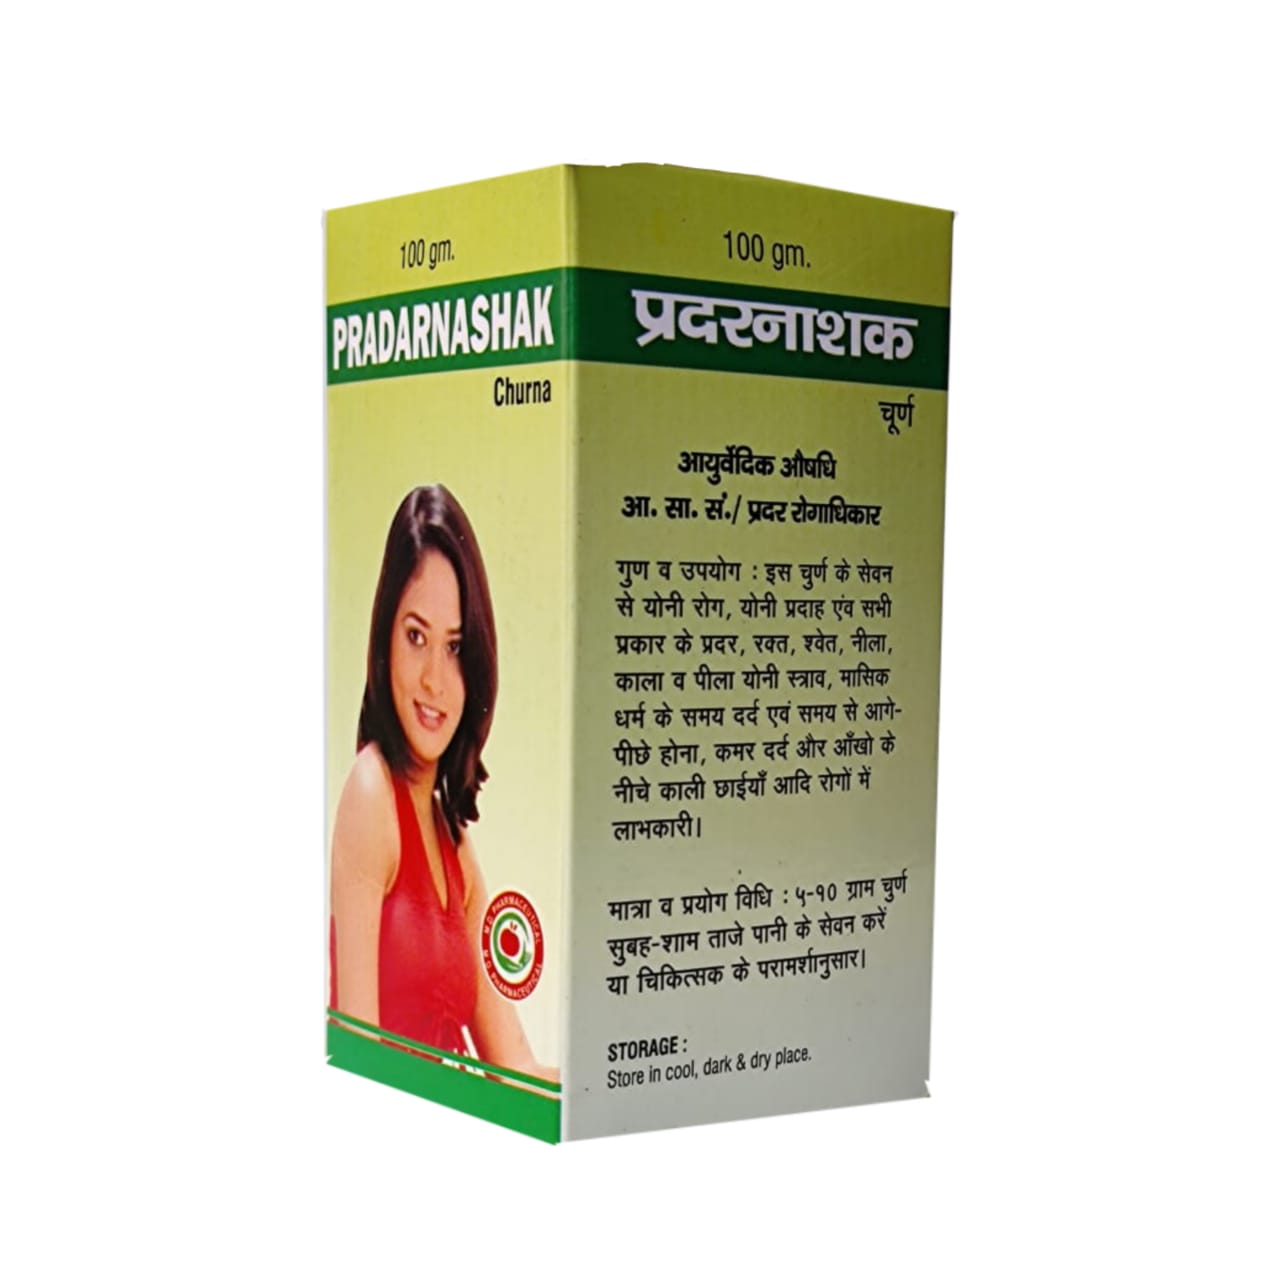 100 gm.
PRADARNASHAK
Churna
M.D. PHARMACEUTICAL
M.D. PHARMACEUTICAL
100 gm.
प्रदरनाशक
चूर्ण
आयुर्वेदिक औषधि
आ. सा. सं./ प्रदर रोगाधिकार
गुण व उपयोग : इस चुर्ण के सेवन
से योनी रोग, योनी प्रदाह एंव सभी
प्रकार के प्रदर, रक्त, श्वेत, नीला,
काला व पीला योनी स्त्राव, मासिक
धर्म के समय दर्द एवं समय से आगे-
पीछे होना, कमर दर्द और आँखो के
नीचे काली छाईयाँ आदि रोगों में
लाभकारी।
मात्रा व प्रयोग विधि : ५-१० ग्राम चुर्ण
सुबह-शाम ताजे पानी के सेवन करें
या चिकित्सक के परामर्शानुसार।
STORAGE :
Store in cool, dark & dry place.